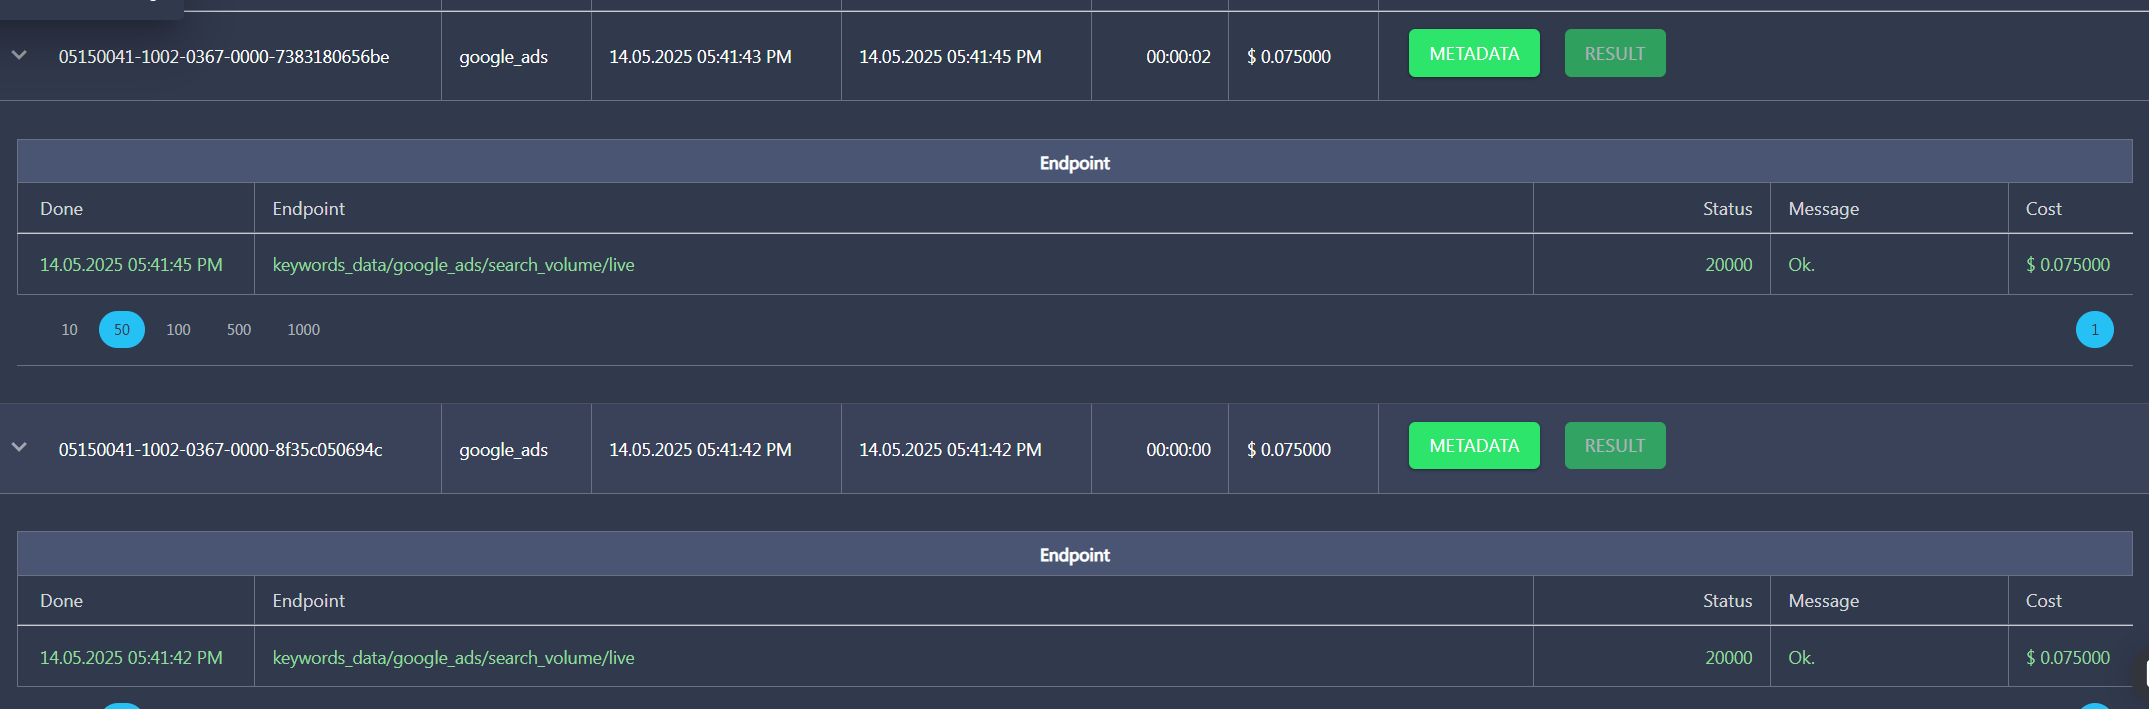 05150041-1002-0367-0000-7383180656be google_ads 14.05.2025 05:41:43 PM 14.05.2025 05:41:45 PM 00:00:02 $ 0.075000 METADATA RESULT
Endpoint
Done Endpoint Status Message Cost
14.05.2025 05:41:45 PM keywords_data/google_ads/search_volume/live 20000 Ok. $ 0.075000
10 50 100 500 1000 1
05150041-1002-0367-0000-8f35c050694c google_ads 14.05.2025 05:41:42 PM 14.05.2025 05:41:42 PM 00:00:00 $ 0.075000 METADATA RESULT
Endpoint
Done Endpoint Status Message Cost
14.05.2025 05:41:42 PM keywords_data/google_ads/search_volume/live 20000 Ok. $ 0.075000